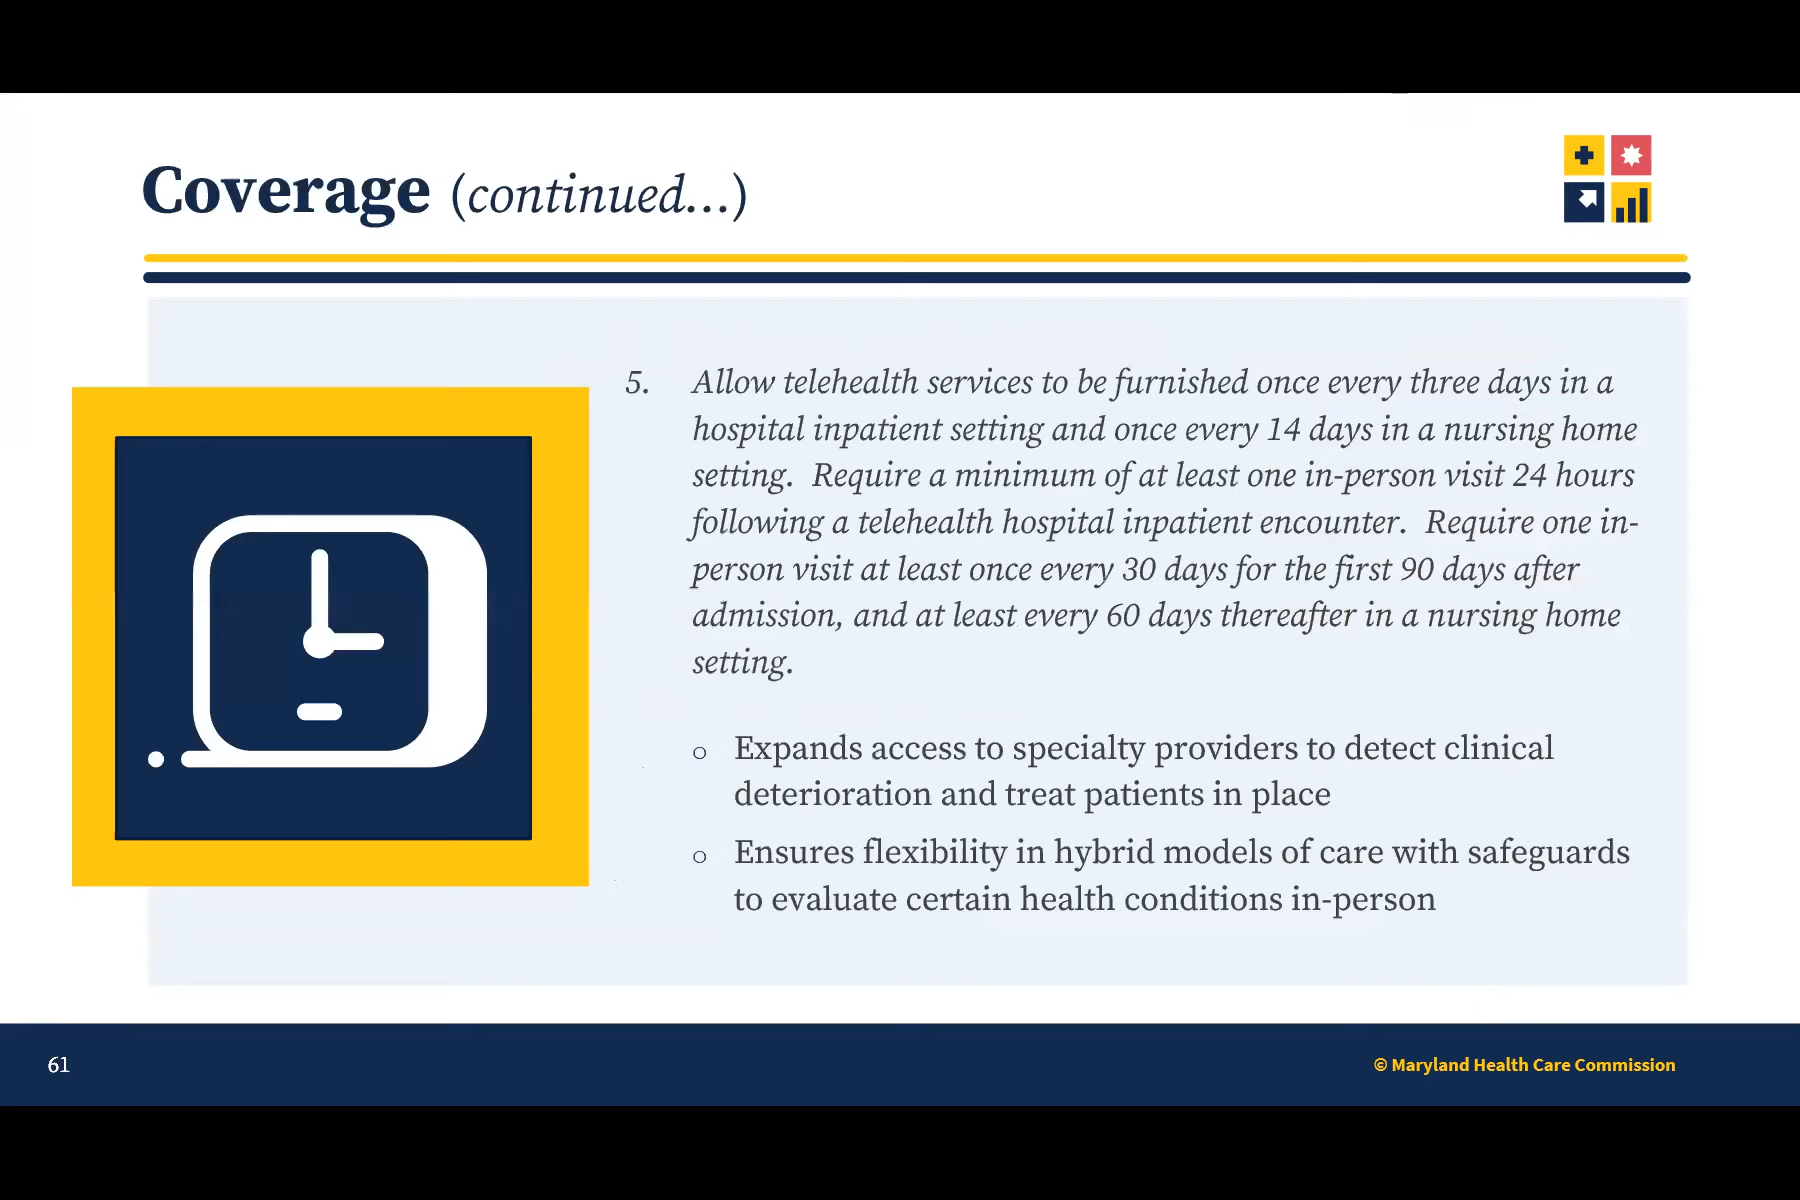 Coverage (continued...)
5. Allow telehealth services to be furnished once every three days in a
hospital inpatient setting and once every 14 days in a nursing home
setting.  Require a minimum of at least one in-person visit 24 hours
following a telehealth hospital inpatient encounter.  Require one in-
person visit at least once every 30 days for the first 90 days after
admission, and at least every 60 days thereafter in a nursing home
setting.
o Expands access to specialty providers to detect clinical
deterioration and treat patients in place
o Ensures flexibility in hybrid models of care with safeguards
to evaluate certain health conditions in-person
61
© Maryland Health Care Commission